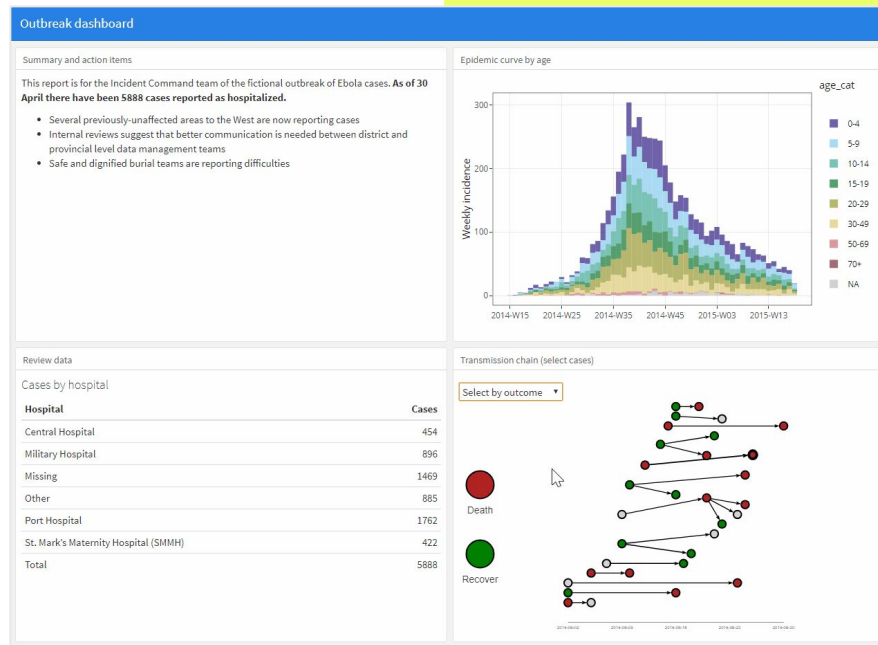 Outbreak dashboard
Summary and action items
This report is for the Incident Command team of the fictional outbreak of Ebola cases. As of 30
April there have been 5888 cases reported as hospitalized.
• Several previously-unaffected areas to the West are now reporting cases
• Internal reviews suggest that better communication is needed between district and
provincial level data management teams
• Safe and dignified burial teams are reporting difficulties
Epidemic curve by age
age_cat
0-4
5-9
10-14
15-19
20-29
30-49
50-69
70+
NA
Weekly incidence
300
200
100
0
2014-W15 2014-W25 2014-W35 2014-W45 2015-W03 2015-W13
Review data
Cases by hospital
Hospital Cases
Central Hospital 454
Military Hospital 896
Missing 1469
Other 885
Port Hospital 1762
St. Mark's Maternity Hospital (SMMH) 422
Total 5888
Transmission chain (select cases)
Select by outcome
Death
Recover